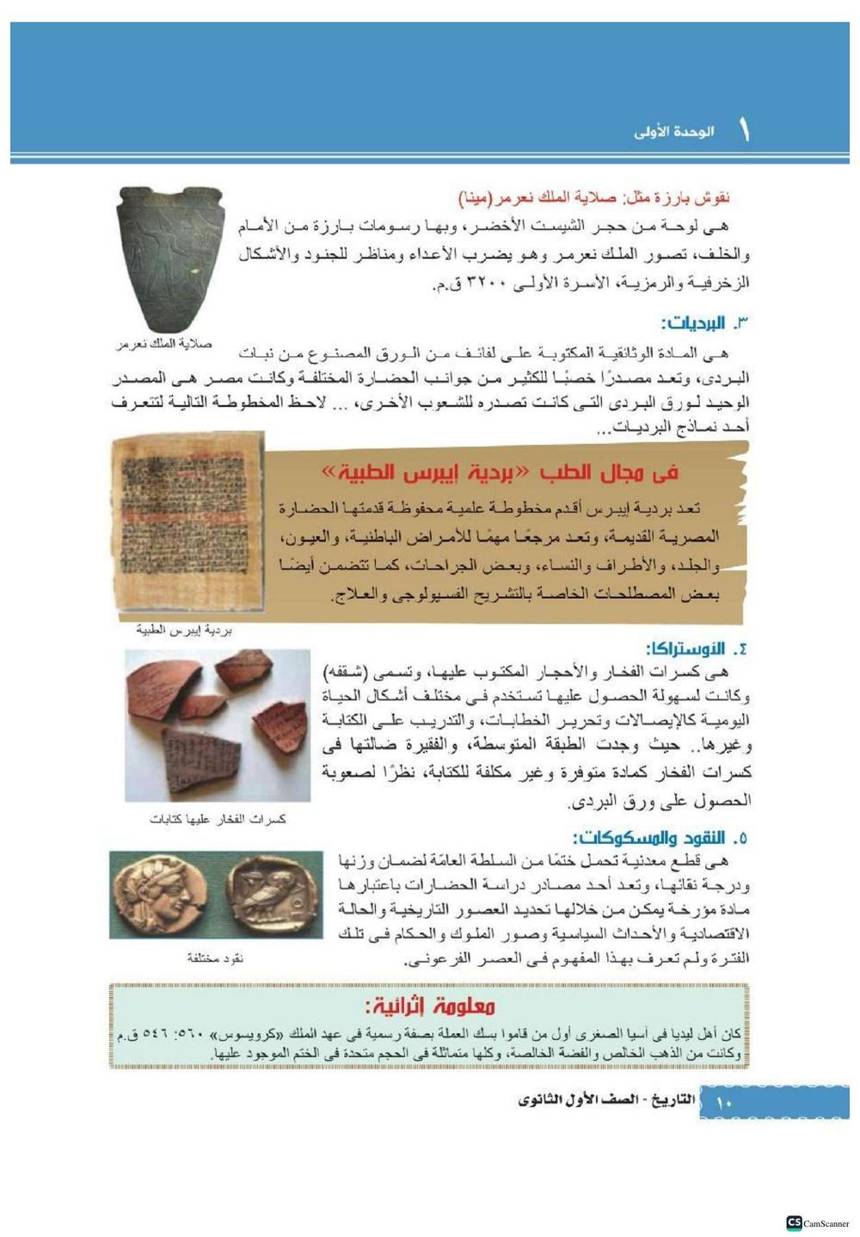 ١ الوحدة الأولى
نقوش بارزة مثل: صلاية الملك نعرمر(مينا)
هى لوحة من حجر الشيست الأخضر، وبها رسومات بارزة من الأمام
والخلف، تصور الملك نعرمر وهو يضرب الأعداء ومناظر للجنود والأشكال
الزخرفية والرمزية، الأسرة الأولى ٣٢٠٠ ق.م.
صلاية الملك نعرمر
٣. البرديات:
هى المادة الوثائقية المكتوبة على لفائف من الورق المصنوع من نبات
البردى، وتعد مصدرًا خصبًا للكثير من جوانب الحضارة المختلفة وكانت مصر هى المصدر
الوحيد لورق البردى التى كانت تصدره للشعوب الأخرى، ... لاحظ المخطوطة التالية لتتعرف
أحد نماذج البرديات...
فى مجال الطب «بردية إيبرس الطبية»
تعد بردية إيبرس أقدم مخطوطة علمية محفوظة قدمتها الحضارة
المصرية القديمة، وتعد مرجعًا مهمًا للأمراض الباطنية، والعيون،
والجلد، والأطراف والنساء، وبعض الجراحات، كما تتضمن أيضًا
بعض المصطلحات الخاصة بالتشريح الفسيولوجى والعلاج.
بردية إيبرس الطبية
٤. الأوستراكا:
هى كسرات الفخار والأحجار المكتوب عليها، وتسمى (شقفه)
وكانت لسهولة الحصول عليها تستخدم فى مختلف أشكال الحياة
اليومية كالإيصالات وتحرير الخطابات، والتدريب على الكتابة
وغيرها.. حيث وجدت الطبقة المتوسطة، والفقيرة ضالتها فى
كسرات الفخار كمادة متوفرة وغير مكلفة للكتابة، نظرًا لصعوبة
الحصول على ورق البردى.
كسرات الفخار عليها كتابات
٥. النقود والمسكوكات:
هى قطع معدنية تحمل ختمًا من السلطة العامّة لضمان وزنها
ودرجة نقائها، وتعد أحد مصادر دراسة الحضارات باعتبارها
مادة مؤرخة يمكن من خلالها تحديد العصور التاريخية والحالة
الاقتصادية والأحداث السياسية وصور الملوك والحكام فى تلك
الفترة ولم تعرف بهذا المفهوم فى العصر الفرعونى.
نقود مختلفة
معلومة إثرائية:
كان أهل ليديا فى آسيا الصغرى أول من قاموا بسك العملة بصفة رسمية فى عهد الملك «كرويسوس» ٥٦٠: ٥٤٦ ق.م
وكانت من الذهب الخالص والفضة الخالصة، وكلها متماثلة فى الحجم متحدة فى الختم الموجود عليها.
١٠ التاريخ - الصف الأول الثانوى
CS CamScanner